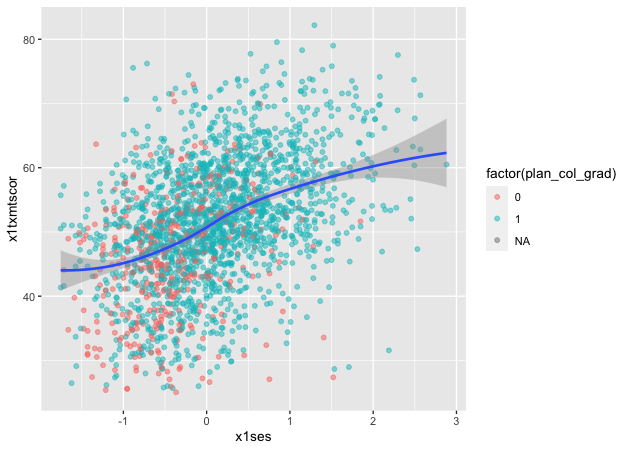 80
60
40
x1txmtscor
-1
0
1
2
3
x1ses
factor(plan_col_grad)
0
1
NA